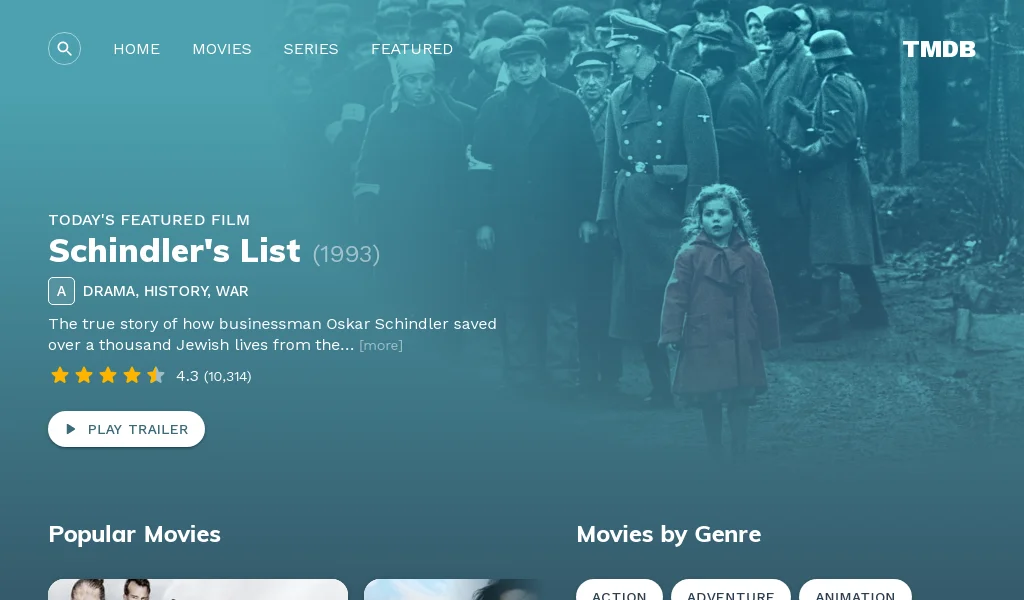 HOME MOVIES SERIES FEATURED TMDB
TODAY'S FEATURED FILM
Schindler's List (1993)
A DRAMA, HISTORY, WAR
The true story of how businessman Oskar Schindler saved
over a thousand Jewish lives from the... [more]
4.3 (10,314)
PLAY TRAILER
Popular Movies
Movies by Genre
ACTION ADVENTURE ANIMATION